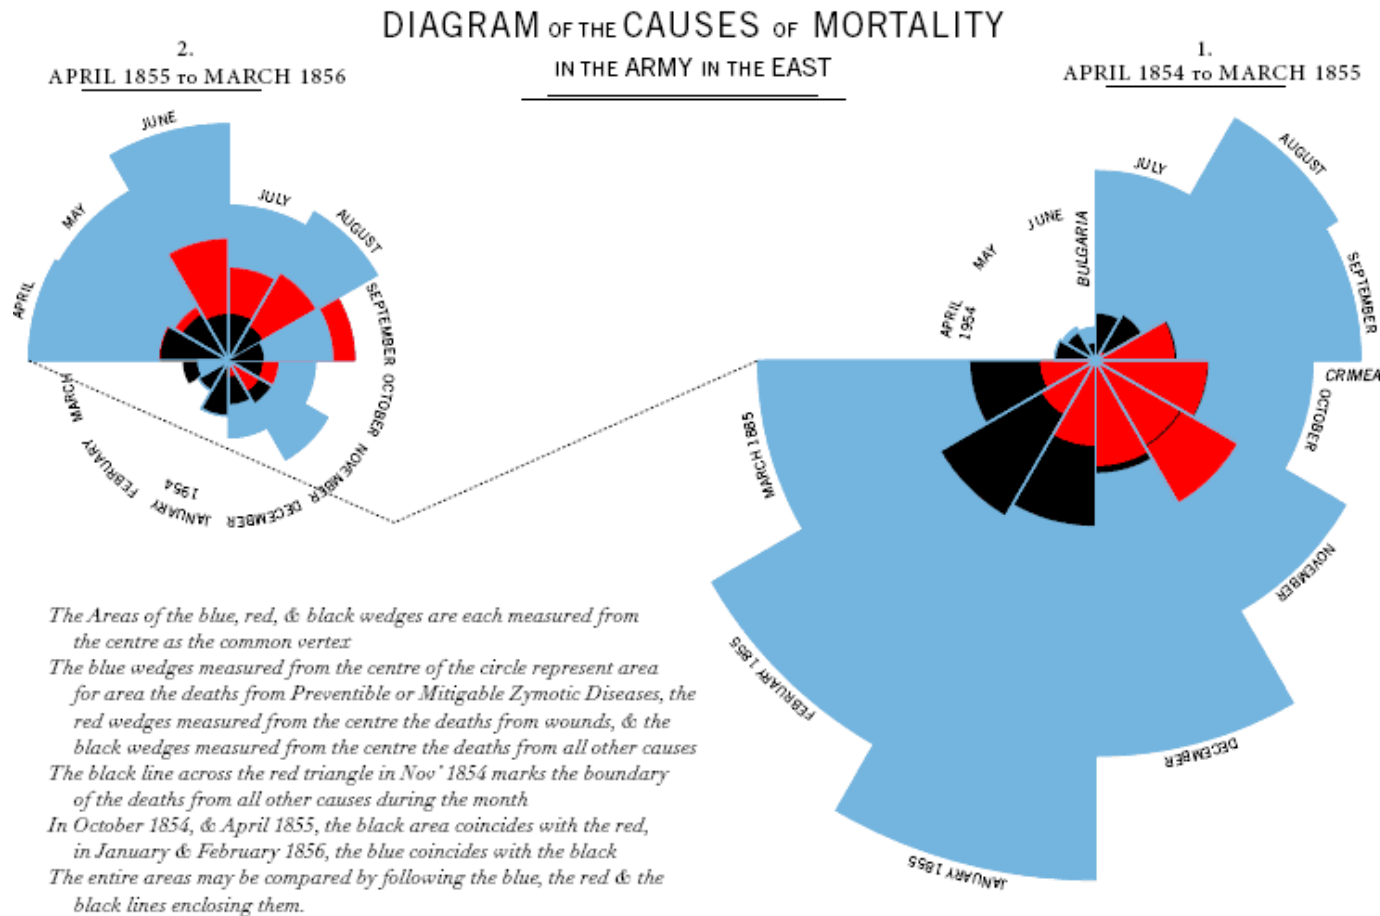 DIAGRAM OF THE CAUSES OF MORTALITY
IN THE ARMY IN THE EAST
2.
APRIL 1855 TO MARCH 1856
1.
APRIL 1854 TO MARCH 1855
JUNE
JULY
MAY
AUGUST
APRIL
SEPTEMBER
OCTOBER
NOVEMBER
DECEMBER
JANUARY
1954
FEBRUARY
MARCH
APRIL
1954
MAY
JUNE
BULGARIA
JULY
AUGUST
SEPTEMBER
CRIMEA
OCTOBER
NOVEMBER
DECEMBER
JANUARY 1855
FEBRUARY 1855
MARCH 1885
The Areas of the blue, red, & black wedges are each measured from
the centre as the common vertex
The blue wedges measured from the centre of the circle represent area
for area the deaths from Preventible or Mitigable Zymotic Diseases, the
red wedges measured from the centre the deaths from wounds, & the
black wedges measured from the centre the deaths from all other causes
The black line across the red triangle in Nov' 1854 marks the boundary
of the deaths from all other causes during the month
In October 1854, & April 1855, the black area coincides with the red,
in January & February 1856, the blue coincides with the black
The entire areas may be compared by following the blue, the red & the
black lines enclosing them.